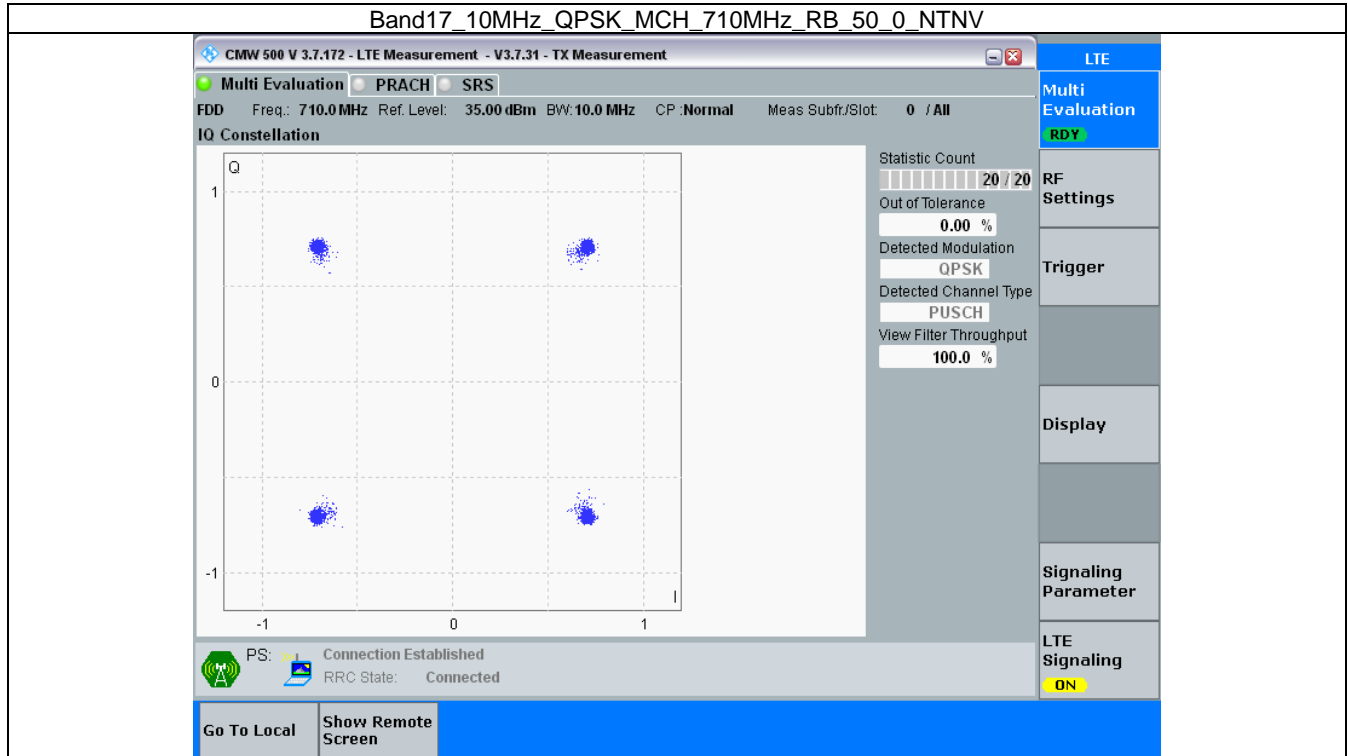 Band17_10MHz_QPSK_MCH_710MHz_RB_50_0_NTNV
CMW 500 V 3.7.172 - LTE Measurement - V3.7.31 - TX Measurement
LTE
Multi Evaluation PRACH SRS
FDD Freq.: 710.0 MHz Ref. Level: 35.00 dBm BW: 10.0 MHz CP :Normal Meas Subfr./Slot: 0 / All
IQ Constellation
Q
1
0
-1
I
-1 0 1
Statistic Count
20 / 20
Out of Tolerance
0.00 %
Detected Modulation
QPSK
Detected Channel Type
PUSCH
View Filter Throughput
100.0 %
Multi
Evaluation
RDY
RF
Settings
Trigger
Display
Signaling
Parameter
LTE
Signaling
ON
PS: Connection Established
RRC State: Connected
Go To Local
Show Remote
Screen